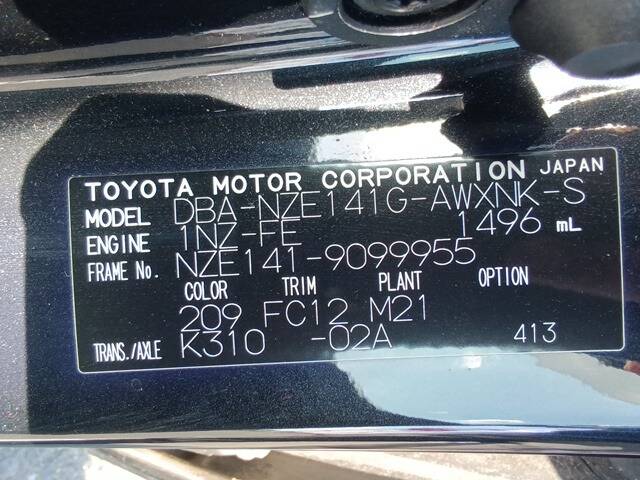 TOYOTA MOTOR CORPORATION JAPAN
MODEL DBA-NZE141G-AWXNK-S
ENGINE 1NZ-FE 1496 mL
FRAME No. NZE141-9099955
COLOR TRIM PLANT OPTION
209 FC12 M21
TRANS./AXLE K310 -02A 413